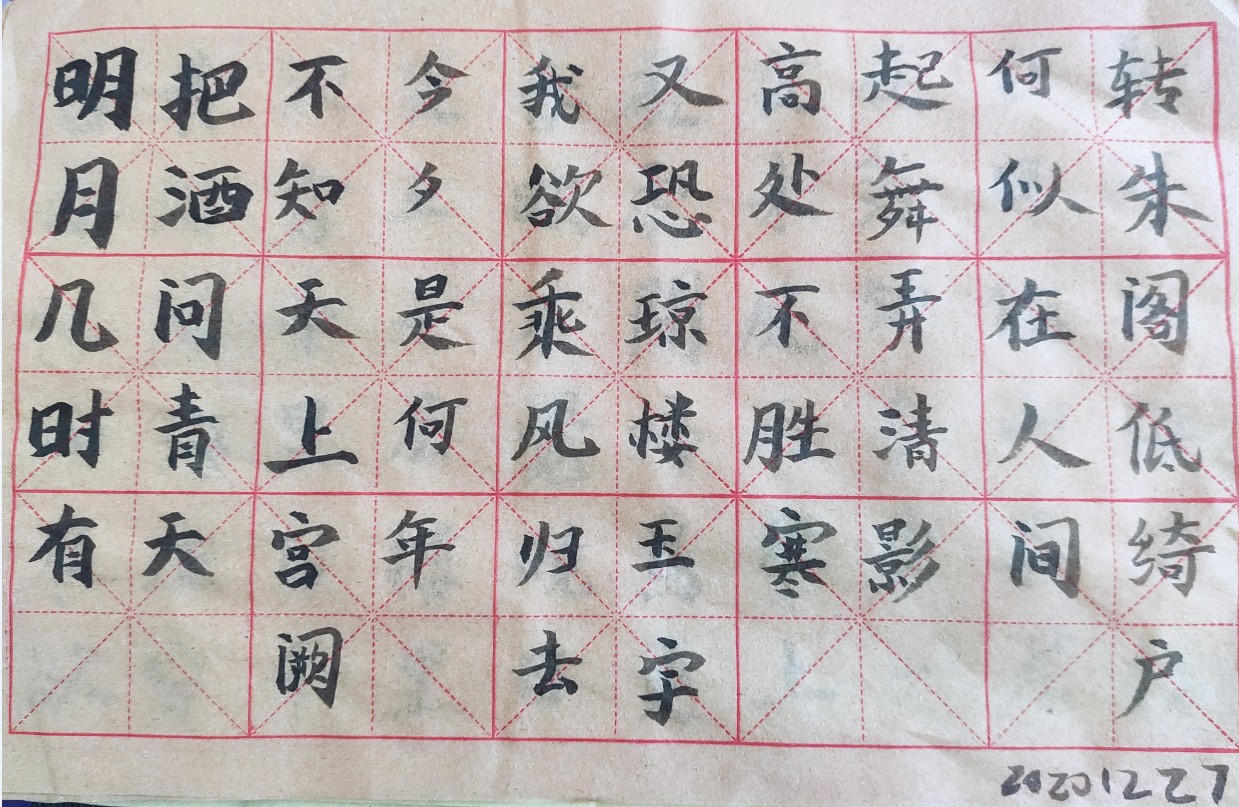 明月几时有
把酒问青天
不知天上宫阙
今夕是何年
我欲乘风归去
又恐琼楼玉宇
高处不胜寒
起舞弄清影
何似在人间
转朱阁低绮户
20201227